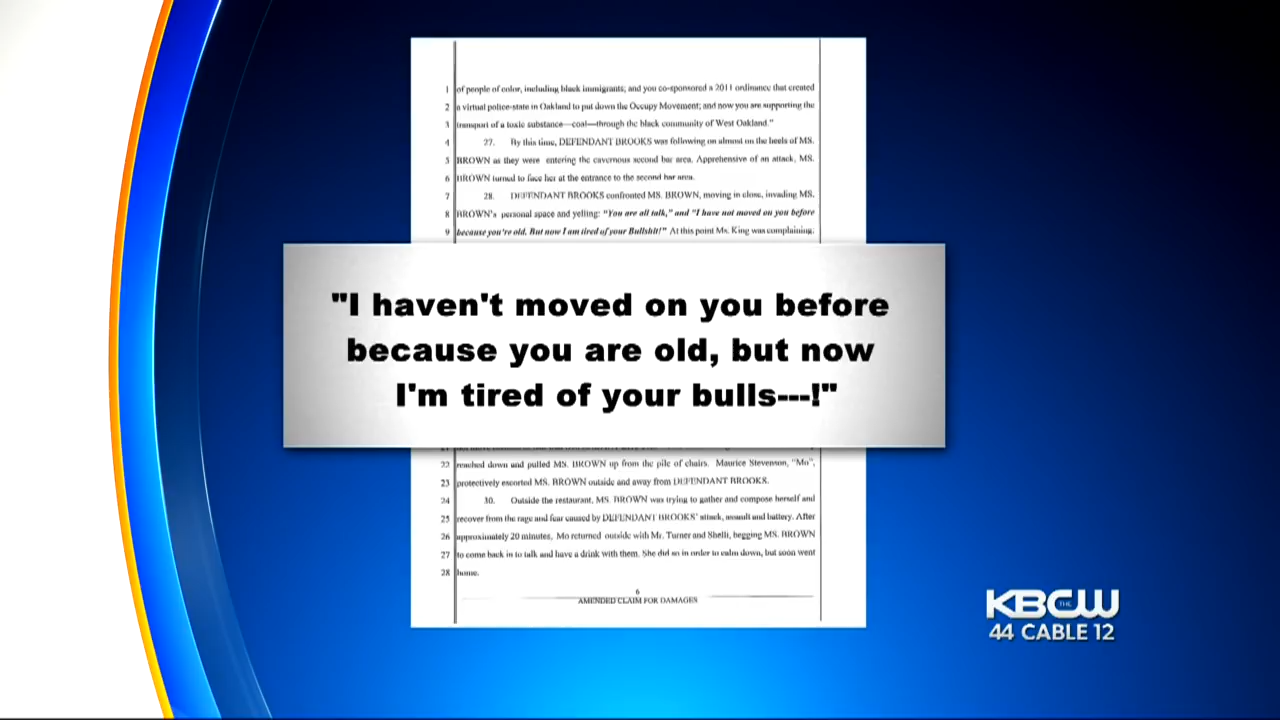 1 of people of color, including black immigrants; and you co-sponsored a 2011 ordinance that created
2 a virtual police-state in Oakland to put down the Occupy Movement; and now you are supporting the
3 transport of a toxic substance—coal—through the black community of West Oakland."
4 27. By this time, DEFENDANT BROOKS was following on almost on the heels of MS.
5 BROWN as they were entering the cavernous second bar area. Apprehensive of an attack, MS.
6 BROWN turned to face her at the entrance to the second bar area.
7 28. DEFENDANT BROOKS confronted MS. BROWN, moving in close, invading MS.
8 BROWN's personal space and yelling: "You are all talk," and "I have not moved on you before
9 because you're old. But now I am tired of your Bullshit!" At this point Ms. King was complaining:
"I haven't moved on you before
because you are old, but now
I'm tired of your bulls---!"
22 reached down and pulled MS. BROWN up from the pile of chairs. Maurice Stevenson, "Mo",
23 protectively escorted MS. BROWN outside and away from DEFENDANT BROOKS.
24 30. Outside the restaurant, MS. BROWN was trying to gather and compose herself and
25 recover from the rage and fear caused by DEFENDANT BROOKS' attack, assault and battery. After
26 approximately 20 minutes, Mo returned outside with Mr. Turner and Shelli, begging MS. BROWN
27 to come back in to talk and have a drink with them. She did so in order to calm down, but soon went
28 home.
6
AMENDED CLAIM FOR DAMAGES
KBCW THE
44 CABLE 12